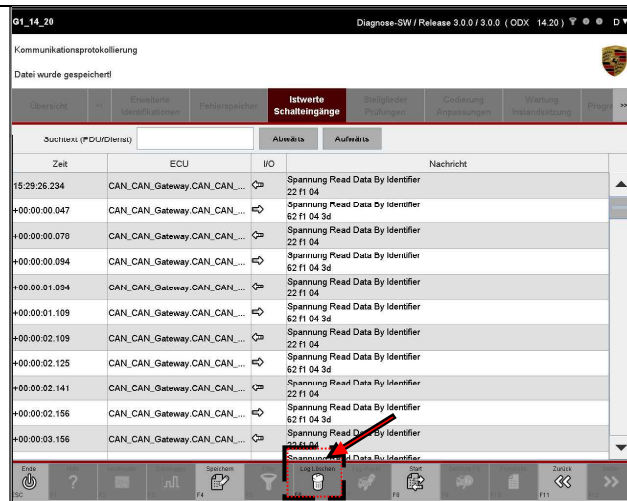 G1_14_20
Diagnose-SW / Release 3.0.0 / 3.0.0 ( ODX 14.20 ) D
Kommunikationsprotokollierung
Datei wurde gespeichert!
Übersicht << Erweiterte Identifikationen Fehlerspeicher Istwerte Schalteingänge Stellglieder Prüfungen Codierung Anpassungen Wartung Instandsetzung Progr >>
Suchtext (PDU/Dienst) Abwärts Aufwärts
Zeit ECU I/O Nachricht
15:29:26.234 CAN_CAN_Gateway.CAN_CAN_... Spannung Read Data By Identifier
22 f1 04
+00:00:00.047 CAN_CAN_Gateway.CAN_CAN_... Spannung Read Data By Identifier
62 f1 04 3d
+00:00:00.078 CAN_CAN_Gateway.CAN_CAN_... Spannung Read Data By Identifier
22 f1 04
+00:00:00.094 CAN_CAN_Gateway.CAN_CAN_... Spannung Read Data By Identifier
62 f1 04 3d
+00:00:01.094 CAN_CAN_Gateway.CAN_CAN_... Spannung Read Data By Identifier
22 f1 04
+00:00:01.109 CAN_CAN_Gateway.CAN_CAN_... Spannung Read Data By Identifier
62 f1 04 3d
+00:00:02.109 CAN_CAN_Gateway.CAN_CAN_... Spannung Read Data By Identifier
22 f1 04
+00:00:02.125 CAN_CAN_Gateway.CAN_CAN_... Spannung Read Data By Identifier
62 f1 04 3d
+00:00:02.141 CAN_CAN_Gateway.CAN_CAN_... Spannung Read Data By Identifier
22 f1 04
+00:00:02.156 CAN_CAN_Gateway.CAN_CAN_... Spannung Read Data By Identifier
62 f1 04 3d
+00:00:03.156 CAN_CAN_Gateway.CAN_CAN_... Spannung Read Data By Identifier
22 f1 04
Spannung Read Data By Identifier
Ende Speichern Log Löschen Start Zurück
ESC F4 F8 F11